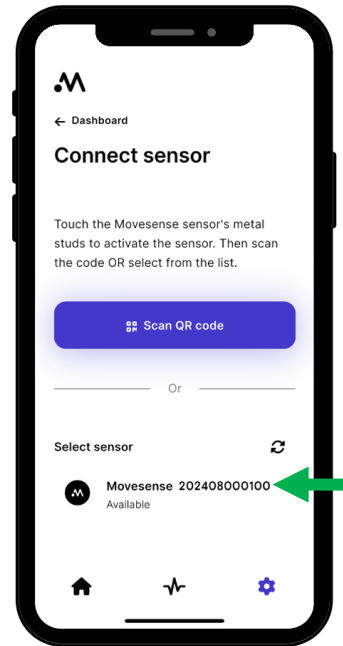 Dashboard
Connect sensor
Touch the Movesense sensor's metal
studs to activate the sensor. Then scan
the code OR select from the list.
Scan QR code
Or
Select sensor
Movesense 202408000100
Available